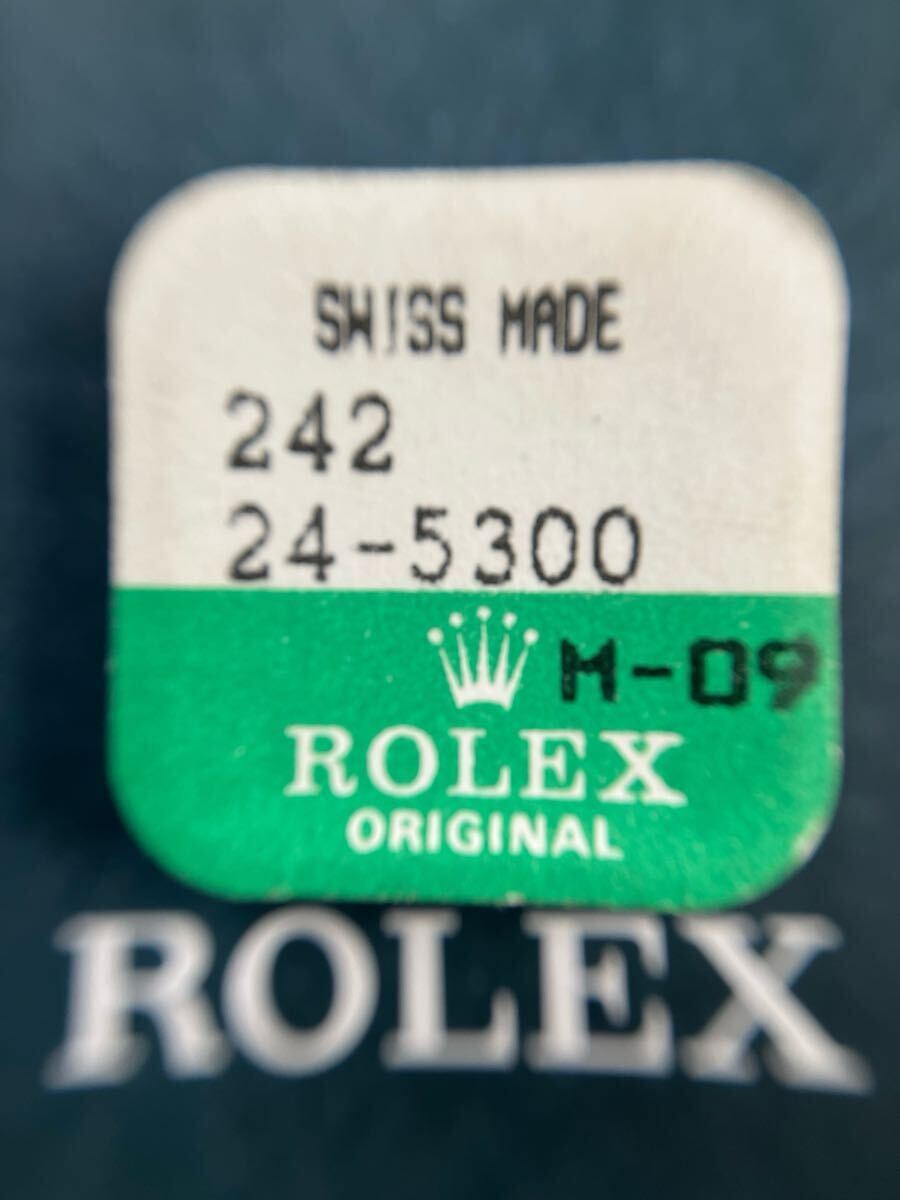 SWISS MADE
242
24-5300
M-09
ROLEX
ORIGINAL
ROLEX